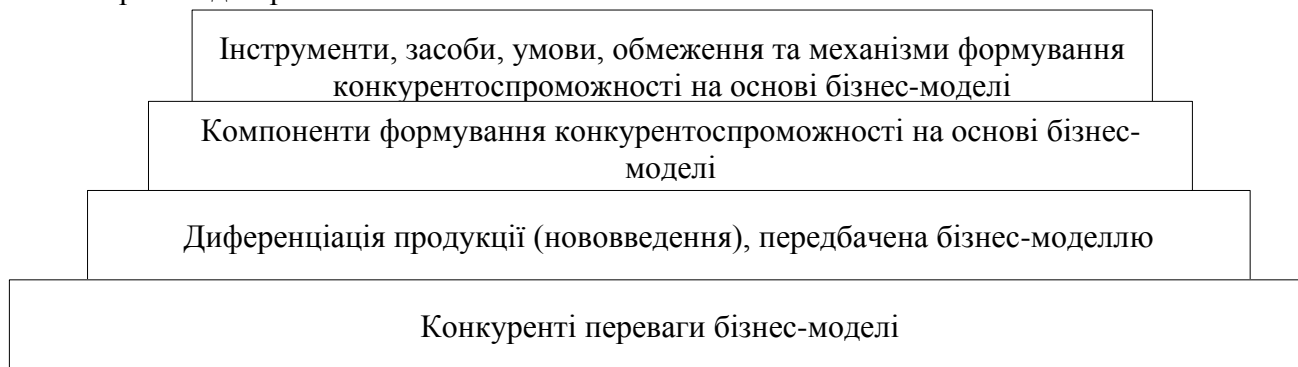 Інструменти, засоби, умови, обмеження та механізми формування
конкурентоспроможності на основі бізнес-моделі
Компоненти формування конкурентоспроможності на основі бізнес-
моделі
Диференціація продукції (нововведення), передбачена бізнес-моделлю
Конкуренті переваги бізнес-моделі